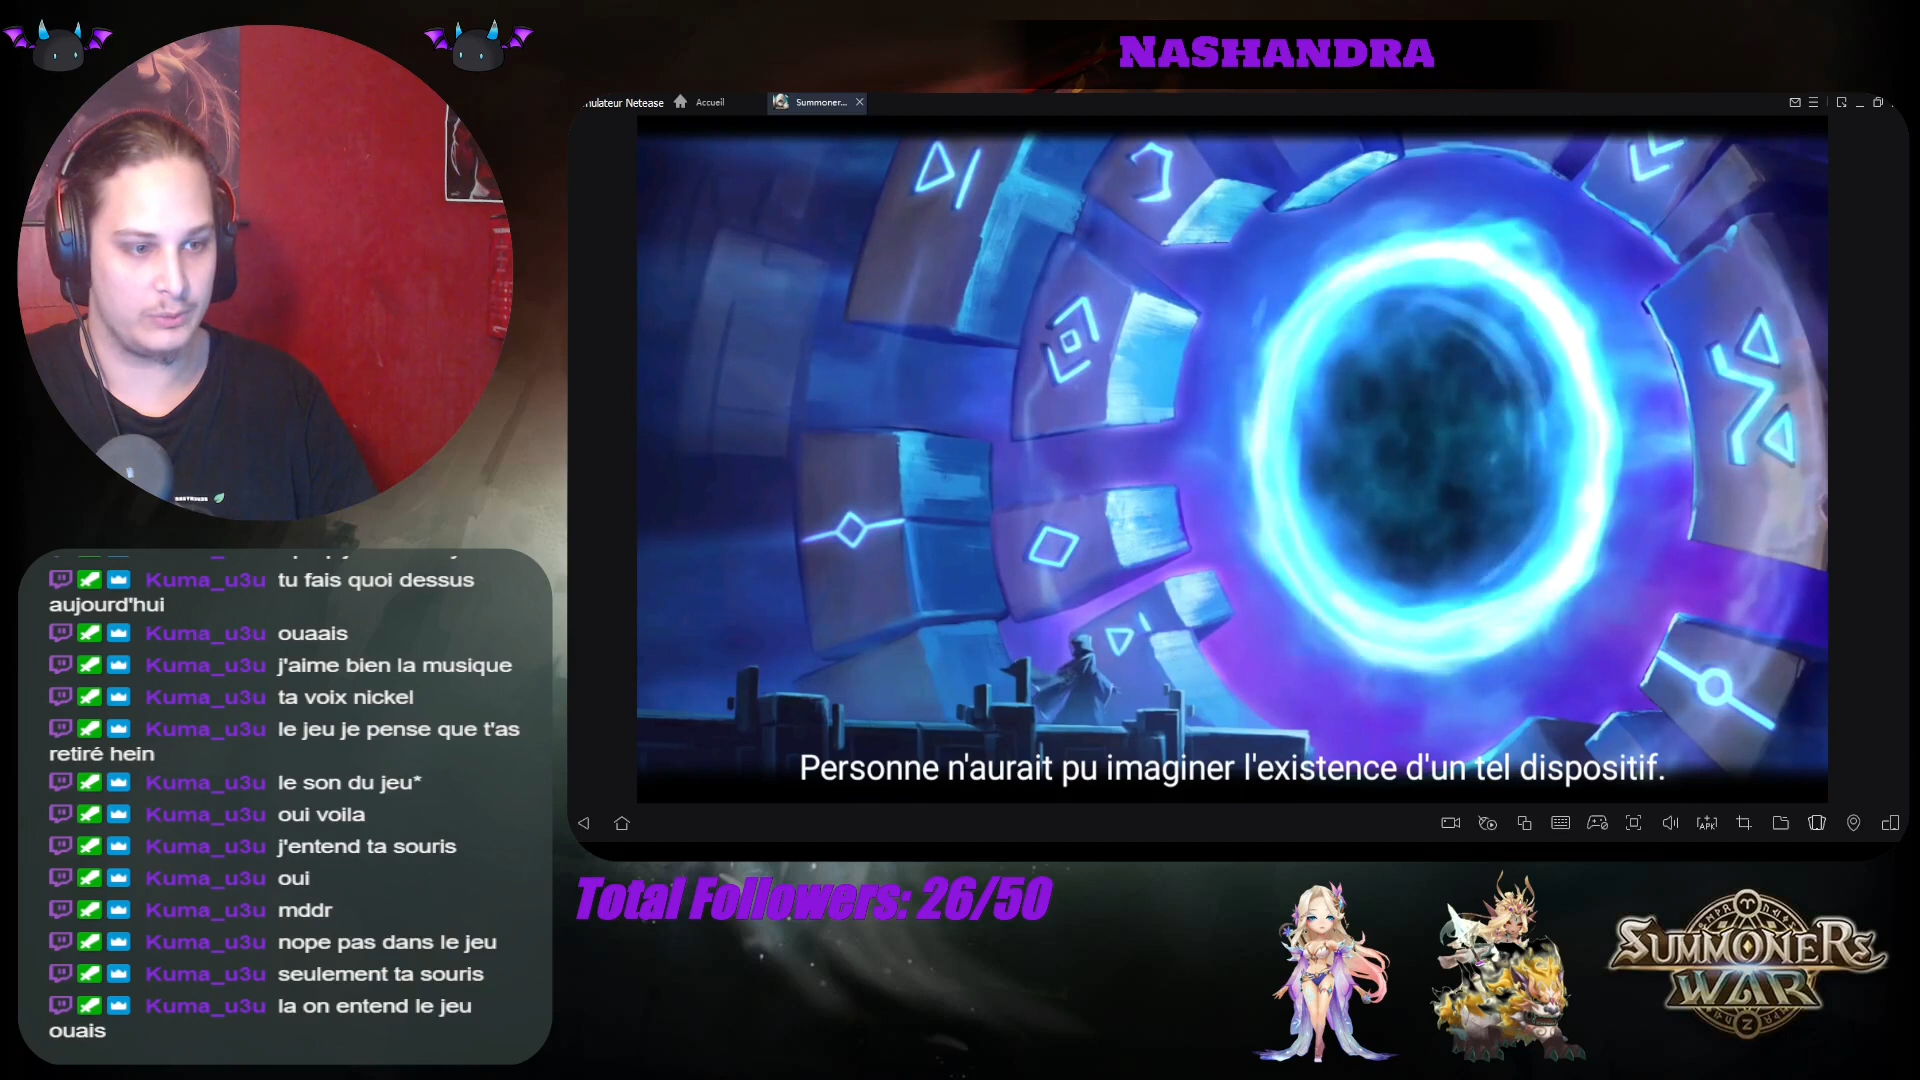 NASHANDRA
mulateur Netease
Accueil
Summoner...
Personne n'aurait pu imaginer l'existence d'un tel dispositif.
Kuma_u3u tu fais quoi dessus
aujourd'hui
Kuma_u3u ouaais
Kuma_u3u j'aime bien la musique
Kuma_u3u ta voix nickel
Kuma_u3u le jeu je pense que t'as
retiré hein
Kuma_u3u le son du jeu*
Kuma_u3u oui voila
Kuma_u3u j'entend ta souris
Kuma_u3u oui
Kuma_u3u mddr
Kuma_u3u nope pas dans le jeu
Kuma_u3u seulement ta souris
Kuma_u3u la on entend le jeu
ouais
APK
Total Followers: 26/50
SUMMONERS
WAR